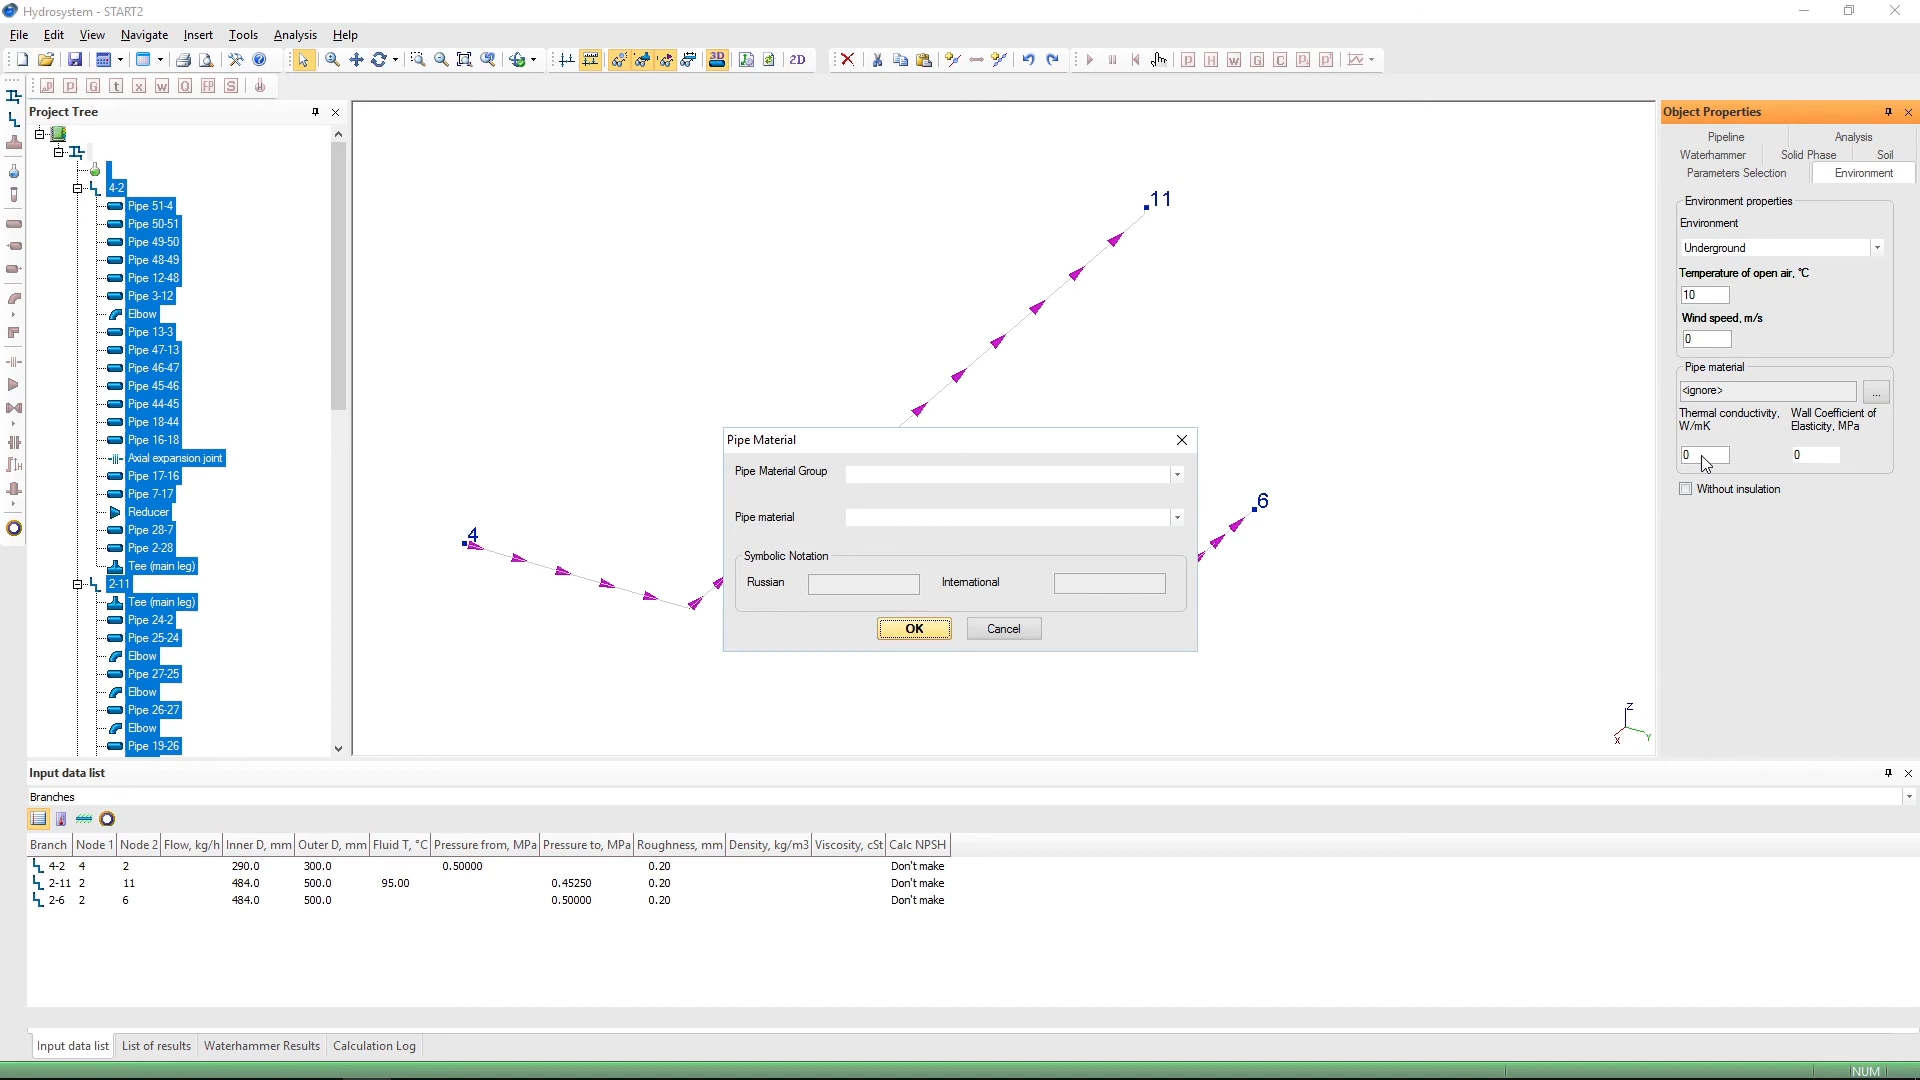 Hydrosystem - START2
File Edit View Navigate Insert Tools Analysis Help
3D 2D P H W G C P P
P P G t x W Q FP S
Project Tree
4-2
Pipe 51-4
Pipe 50-51
Pipe 49-50
Pipe 48-49
Pipe 12-48
Pipe 3-12
Elbow
Pipe 13-3
Pipe 47-13
Pipe 46-47
Pipe 45-46
Pipe 44-45
Pipe 18-44
Pipe 16-18
Axial expansion joint
Pipe 17-16
Pipe 7-17
Reducer
Pipe 28-7
Pipe 2-28
Tee (main leg)
2-11
Tee (main leg)
Pipe 24-2
Pipe 25-24
Elbow
Pipe 27-25
Elbow
Pipe 26-27
Elbow
Pipe 19-26
11
4
6
Z
X
Y
Pipe Material
Pipe Material Group
Pipe material
Symbolic Notation
Russian International
OK Cancel
Object Properties
Pipeline Analysis
Waterhammer Solid Phase Soil
Parameters Selection Environment
Environment properties
Environment
Underground
Temperature of open air, °C
10
Wind speed, m/s
0
Pipe material
<ignore> ...
Thermal conductivity, W/mK
Wall Coefficient of Elasticity, MPa
0 0
Without insulation
Input data list
Branches
Branch Node 1 Node 2 Flow, kg/h Inner D, mm Outer D, mm Fluid T, °C Pressure from, MPa Pressure to, MPa Roughness, mm Density, kg/m3 Viscosity, cSt Calc NPSH
4-2 4 2 290.0 300.0 0.50000 0.20 Don't make
2-11 2 11 484.0 500.0 95.00 0.45250 0.20 Don't make
2-6 2 6 484.0 500.0 0.50000 0.20 Don't make
Input data list List of results Waterhammer Results Calculation Log
NUM